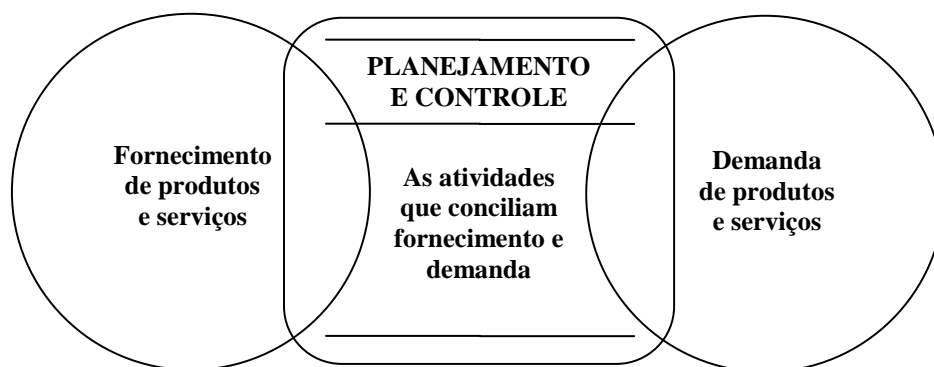 Fornecimento
de produtos
e serviços
PLANEJAMENTO
E CONTROLE
As atividades
que conciliam
fornecimento e
demanda
Demanda
de produtos
e serviços